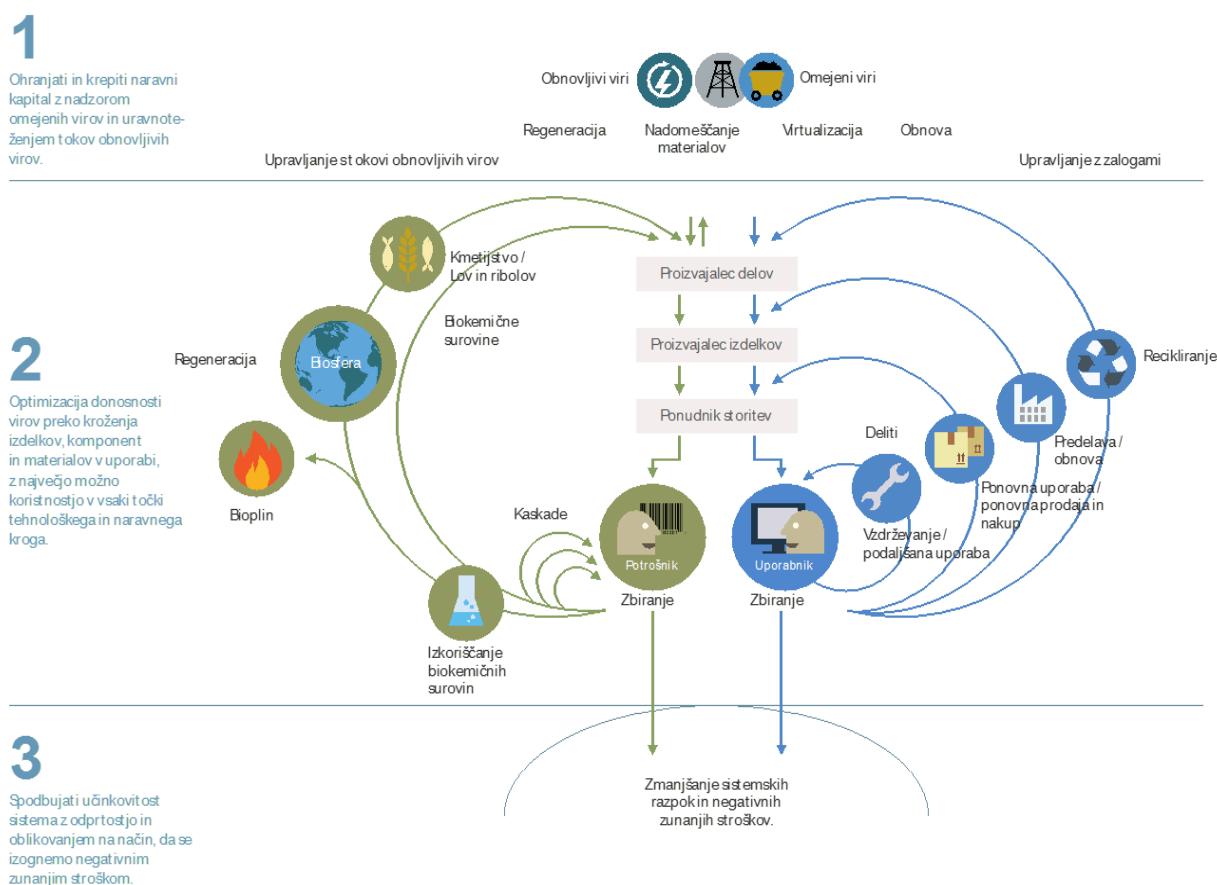 1
Ohranjati in krepiti naravni
kapital z nadzorom
omejenih virov in uravnote-
ženjem tokov obnovljivih
virov.
Obnovljivi viri
Omejeni viri
Regeneracija
Nadomeščanje
materialov
Virtualizacija
Obnova
Upravljanje s tokovi obnovljivih virov
Upravljanje z zalogami
2
Optimizacija donosnosti
virov preko kroženja
izdelkov, komponent
in materialov v uporabi,
z največjo možno
koristnostjo v vsaki točki
tehnološkega in naravnega
kroga.
Kmetijstvo /
Lov in ribolov
Biokemične
surovine
Regeneracija
Biosfera
Bioplin
Kaskade
Izkoriščanje
biokemičnih
surovin
Proizvajalec delov
Proizvajalec izdelkov
Ponudnik storitev
Potrošnik
Zbiranje
Uporabnik
Zbiranje
Deliti
Vzdrževanje /
podaljšana uporaba
Ponovna uporaba /
ponovna prodaja in
nakup
Predelava /
obnova
Recikliranje
3
Spodbujati učinkovitost
sistema z odprtostjo in
oblikovanjem na način, da se
izognemo negativnim
zunanjim stroškom.
Zmanjšanje sistemskih
razpok in negativnih
zunanjih stroškov.